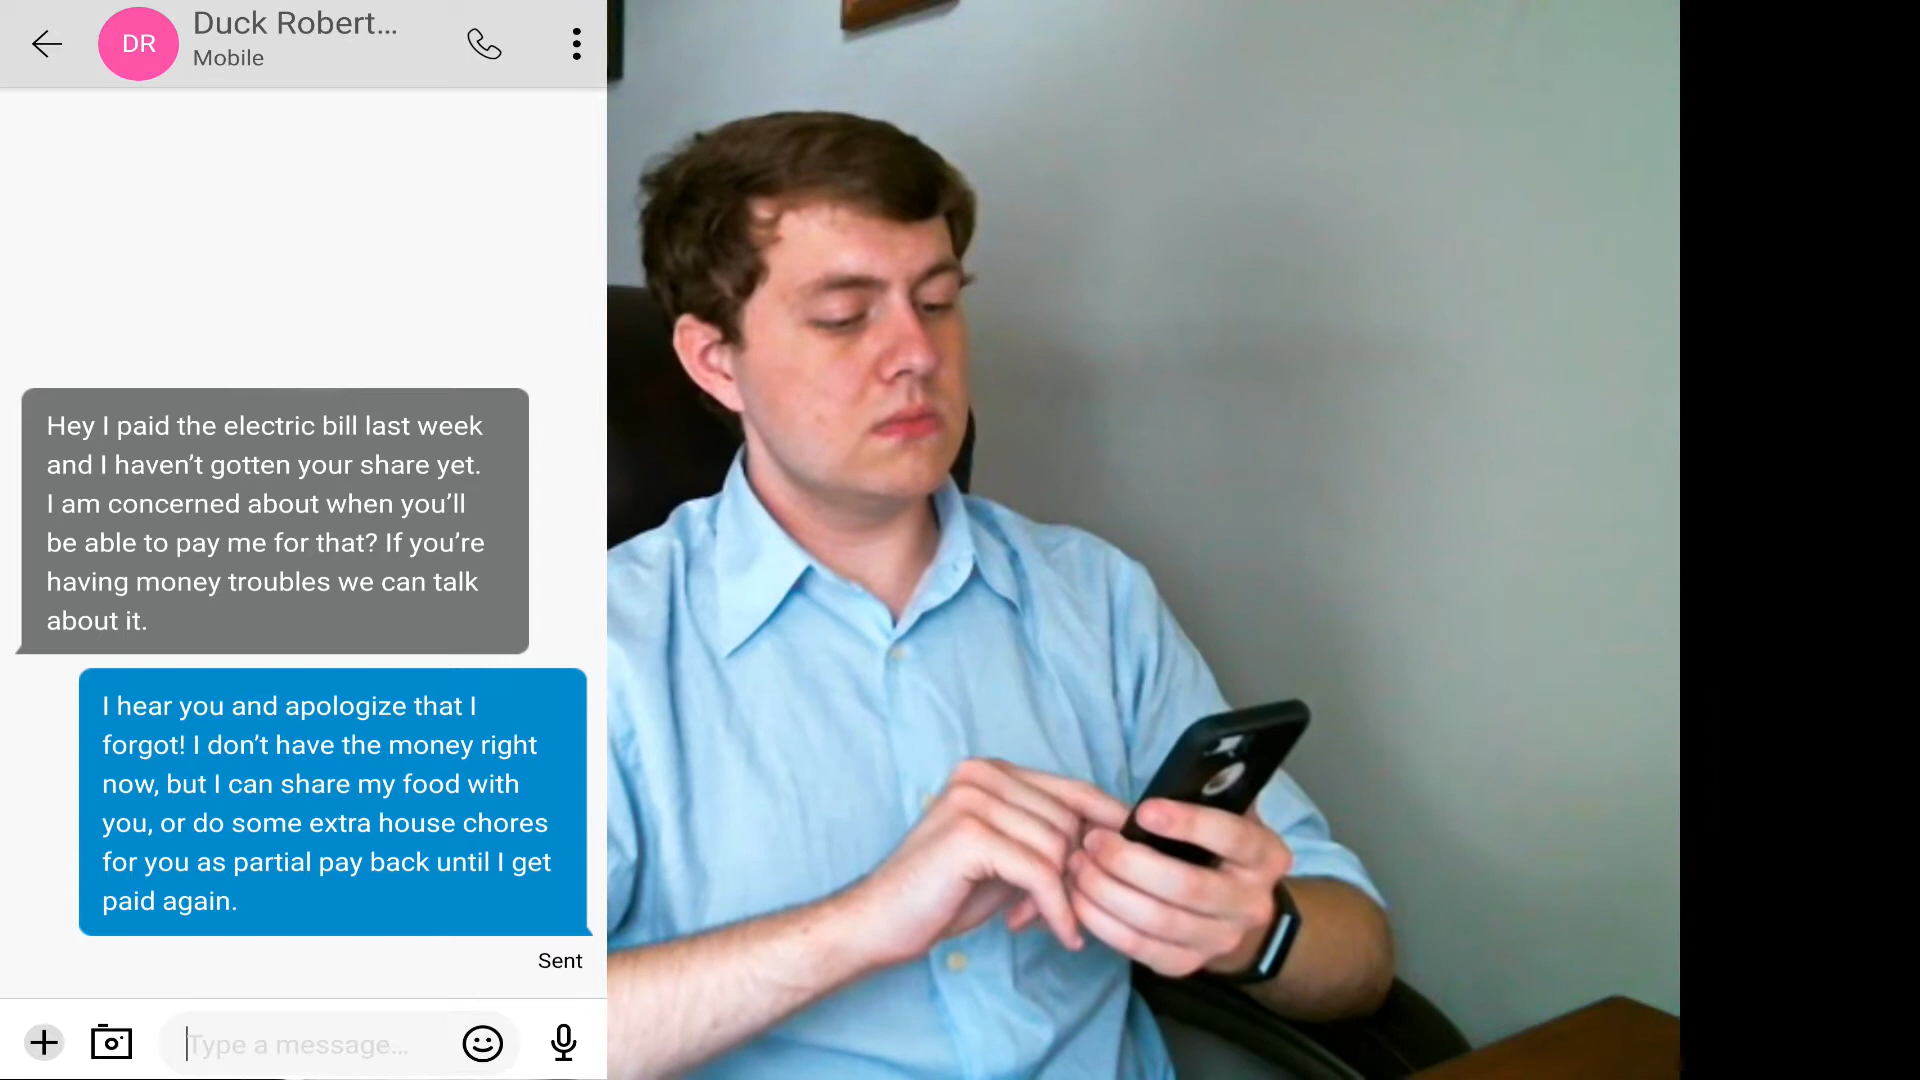 DR
Duck Robert...
Mobile
Hey I paid the electric bill last week
and I haven’t gotten your share yet.
I am concerned about when you’ll
be able to pay me for that? If you’re
having money troubles we can talk
about it.
I hear you and apologize that I
forgot! I don’t have the money right
now, but I can share my food with
you, or do some extra house chores
for you as partial pay back until I get
paid again.
Sent
Type a message...